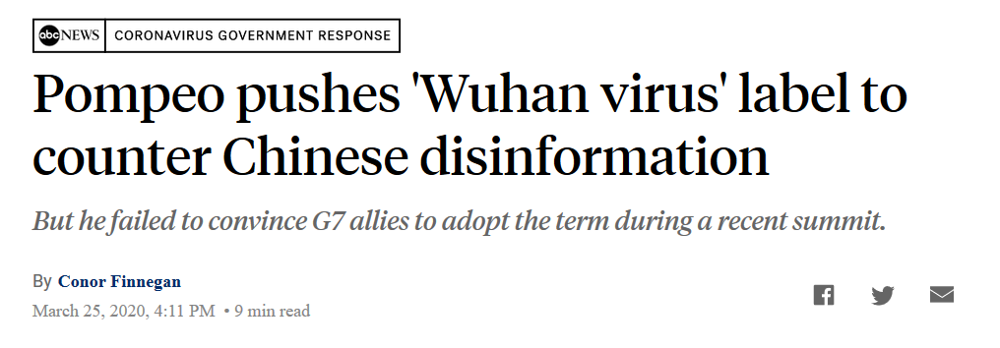 abc NEWS CORONAVIRUS GOVERNMENT RESPONSE
Pompeo pushes 'Wuhan virus' label to
counter Chinese disinformation
But he failed to convince G7 allies to adopt the term during a recent summit.
By Conor Finnegan
March 25, 2020, 4:11 PM • 9 min read